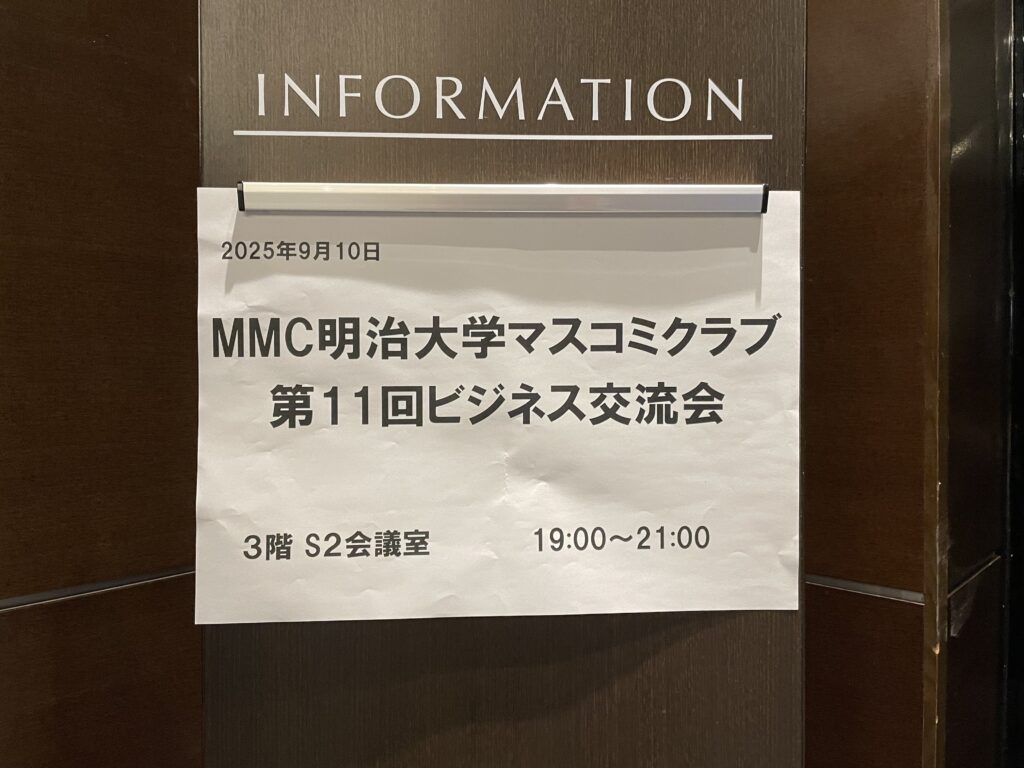 INFORMATION
2025年9月10日
MMC明治大学マスコミクラブ
第11回ビジネス交流会
3階 S2会議室 19:00～21:00